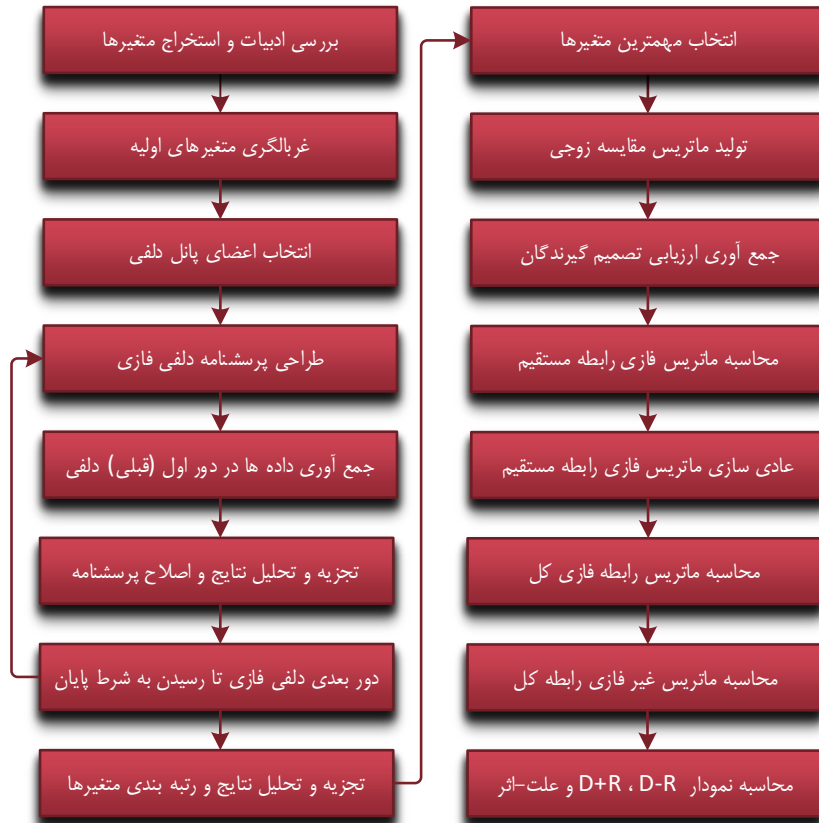 بررسی ادبیات و استخراج متغیرها
غربالگری متغیرهای اولیه
انتخاب اعضای پانل دلفی
طراحی پرسشنامه دلفی فازی
جمع آوری داده ها در دور اول (قبلی) دلفی
تجزیه و تحلیل نتایج و اصلاح پرسشنامه
دور بعدی دلفی فازی تا رسیدن به شرط پایان
تجزیه و تحلیل نتایج و رتبه بندی متغیرها
انتخاب مهمترین متغیرها
تولید ماتریس مقایسه زوجی
جمع آوری ارزیابی تصمیم گیرندگان
محاسبه ماتریس فازی رابطه مستقیم
عادی سازی ماتریس فازی رابطه مستقیم
محاسبه ماتریس رابطه فازی کل
محاسبه ماتریس غیر فازی رابطه کل
محاسبه نمودار D+R ، D-R و علت-اثر